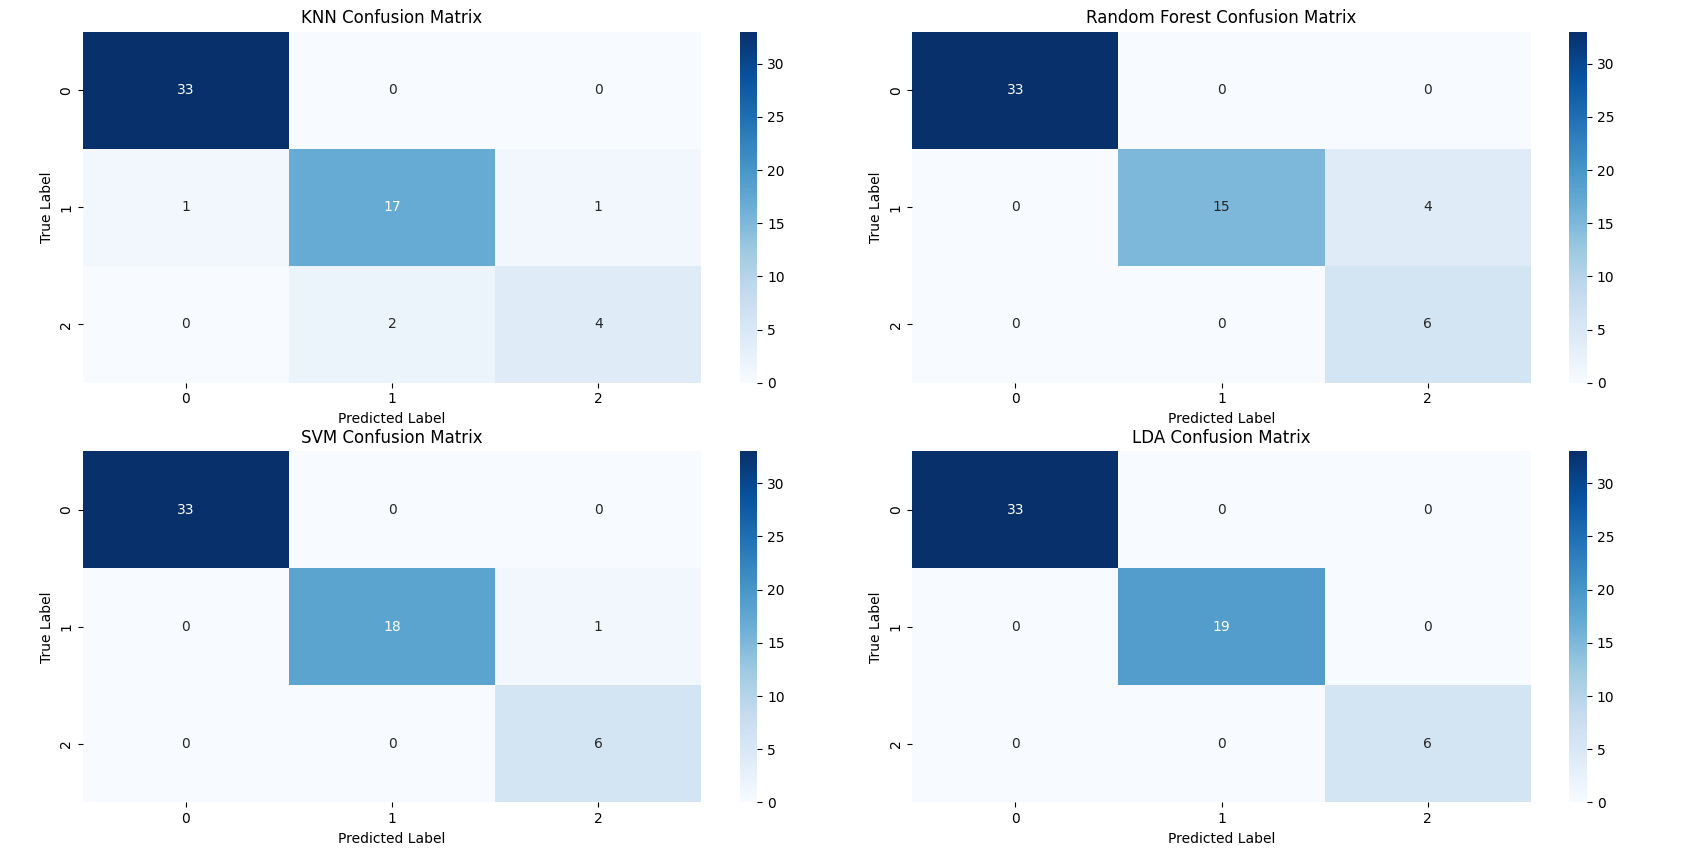 KNN Confusion Matrix
True Label
0
33 0 0
1
1 17 1
2
0 2 4
0 1 2
Predicted Label
30
25
20
15
10
5
0
Random Forest Confusion Matrix
True Label
0
33 0 0
1
0 15 4
2
0 0 6
0 1 2
Predicted Label
30
25
20
15
10
5
0
SVM Confusion Matrix
True Label
0
33 0 0
1
0 18 1
2
0 0 6
0 1 2
Predicted Label
30
25
20
15
10
5
0
LDA Confusion Matrix
True Label
0
33 0 0
1
0 19 0
2
0 0 6
0 1 2
Predicted Label
30
25
20
15
10
5
0